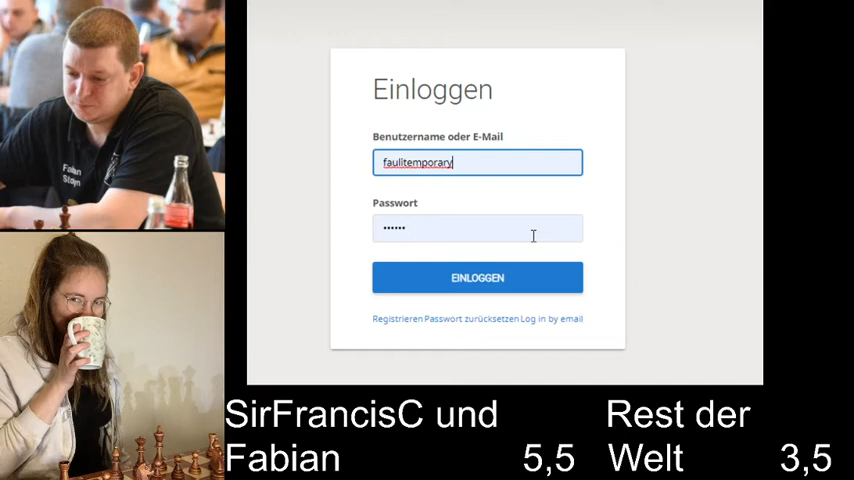 Fabian
Einloggen
Benutzername oder E-Mail
faulitemporary
Passwort
••••••
EINLOGGEN
Registrieren Passwort zurücksetzen Log in by email
SirFrancisC und Fabian 5,5
Rest der Welt 3,5